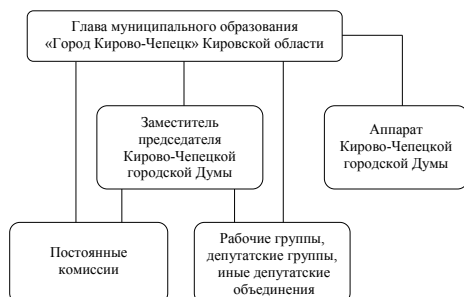 Глава муниципального образования
«Город Кирово-Чепецк» Кировской области
Заместитель
председателя
Кирово-Чепецкой
городской Думы
Аппарат
Кирово-Чепецкой
городской Думы
Постоянные
комиссии
Рабочие группы,
депутатские группы,
иные депутатские
объединения